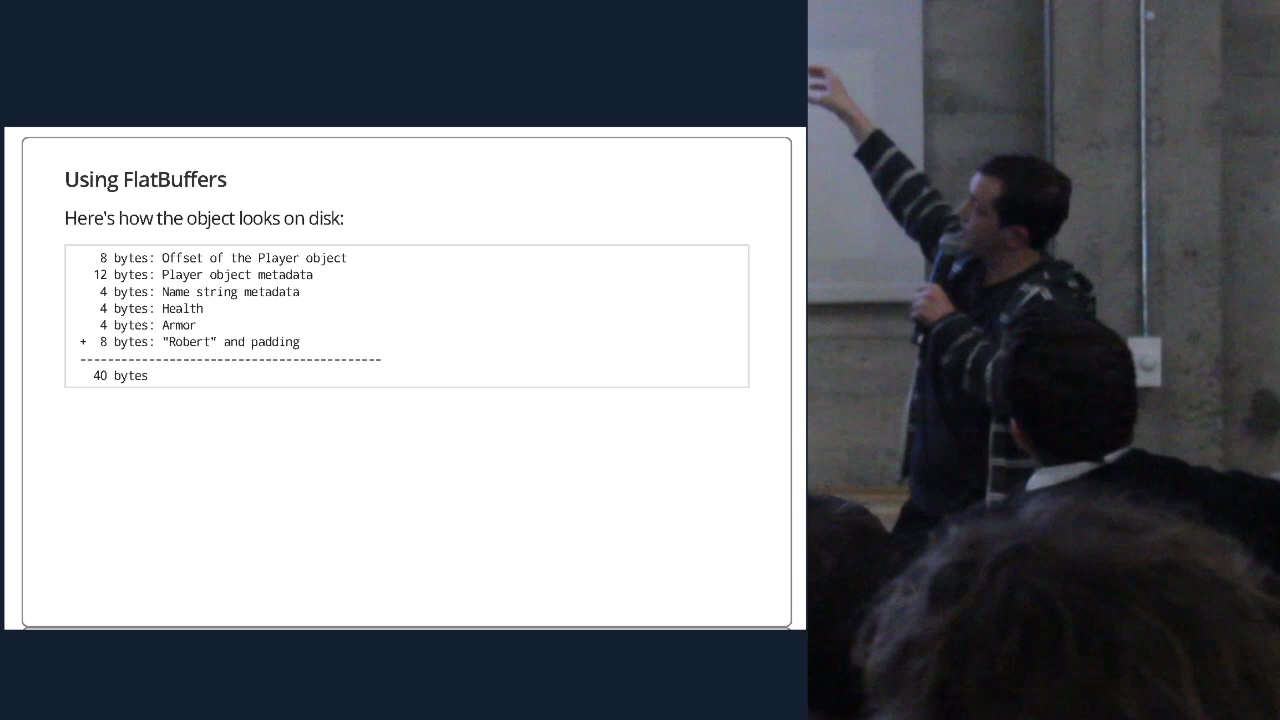 Using FlatBuffers
Here's how the object looks on disk:
8 bytes: Offset of the Player object
12 bytes: Player object metadata
4 bytes: Name string metadata
4 bytes: Health
4 bytes: Armor
+ 8 bytes: "Robert" and padding
--------------------------------------------
40 bytes